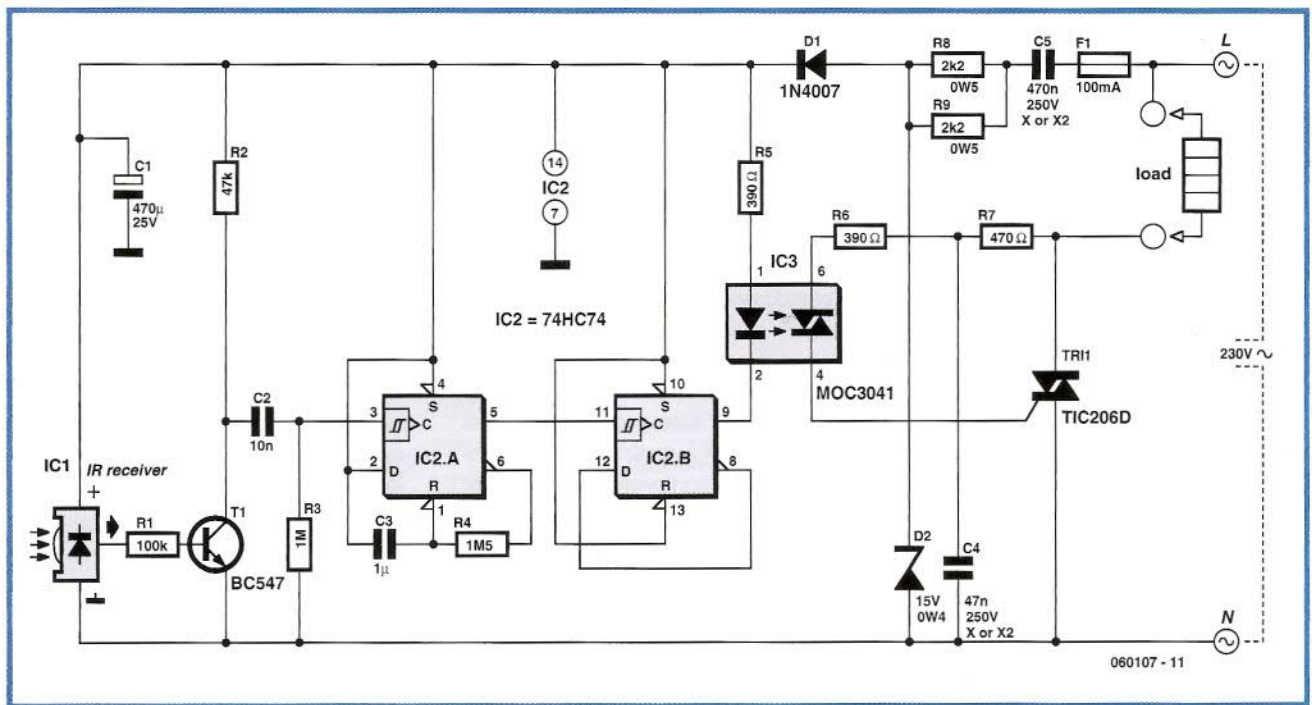 D1
1N4007
R8
2k2
0W5
R9
2k2
0W5
C5
470n
250V
X or X2
F1
100mA
L
C1
470µ
25V
R2
47k
14
IC2
7
R5
390 Ω
load
R6
390 Ω
R7
470 Ω
IC3
1
6
2
4
MOC3041
IC2 = 74HC74
230V
TRI1
TIC206D
C2
10n
3
4
S
C
5
2
D
IC2.A
6
R
1
11
10
S
C
9
12
D
IC2.B
8
R
13
IC1
IR receiver
+
R1
100k
T1
BC547
R3
1M
C3
1µ
R4
1M5
D2
15V
0W4
C4
47n
250V
X or X2
N
060107 - 11